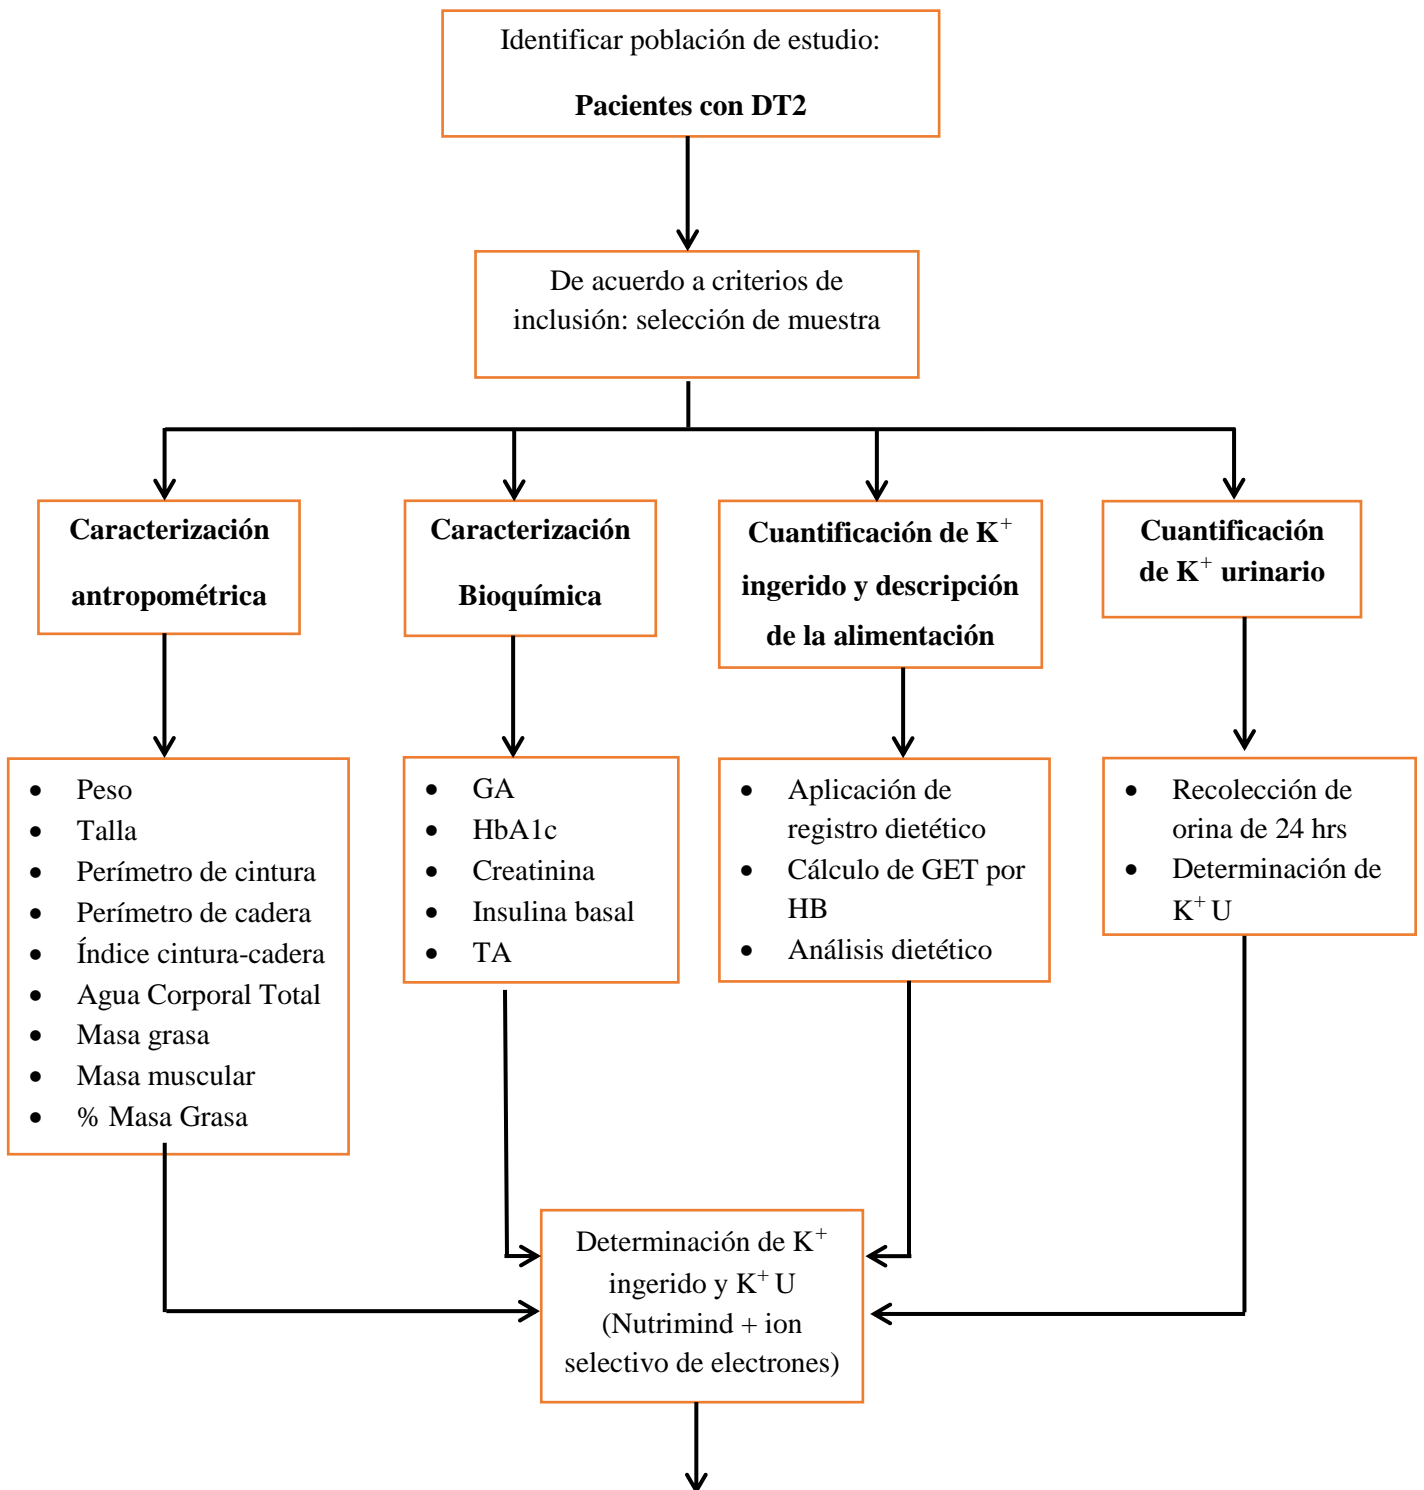 Identificar población de estudio:
Pacientes con DT2
De acuerdo a criterios de
inclusión: selección de muestra
Caracterización
antropométrica
Caracterización
Bioquímica
Cuantificación de K+
ingerido y descripción
de la alimentación
Cuantificación
de K+ urinario
• Peso
• Talla
• Perímetro de cintura
• Perímetro de cadera
• Índice cintura-cadera
• Agua Corporal Total
• Masa grasa
• Masa muscular
• % Masa Grasa
• GA
• HbA1c
• Creatinina
• Insulina basal
• TA
• Aplicación de
registro dietético
• Cálculo de GET por
HB
• Análisis dietético
• Recolección de
orina de 24 hrs
• Determinación de
K+ U
Determinación de K+
ingerido y K+ U
(Nutrimind + ion
selectivo de electrones)